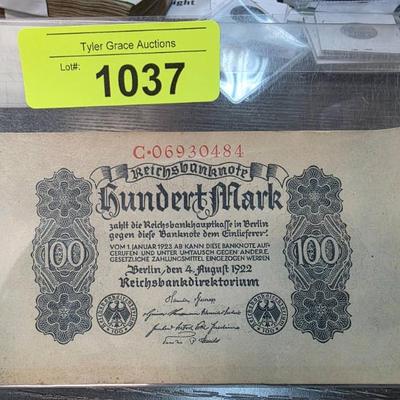 ght
Tyler Grace Auctions
Lot#:
1037
C·06930484
Reichsbanknote
Hundert Mark
zahlt die Reichsbankhauptkasse in Berlin
gegen diese Banknote dem Einlieferer.
VOM 1. JANUAR 1923 AB KANN DIESE BANKNOTE AUF-
GERUFEN UND UNTER UMTAUSCH GEGEN ANDERE
GESETZLICHE ZAHLUNGSMITTEL EINGEZOGEN WERDEN
100
100
Berlin, den 4. August 1922
Reichsbankdirektorium